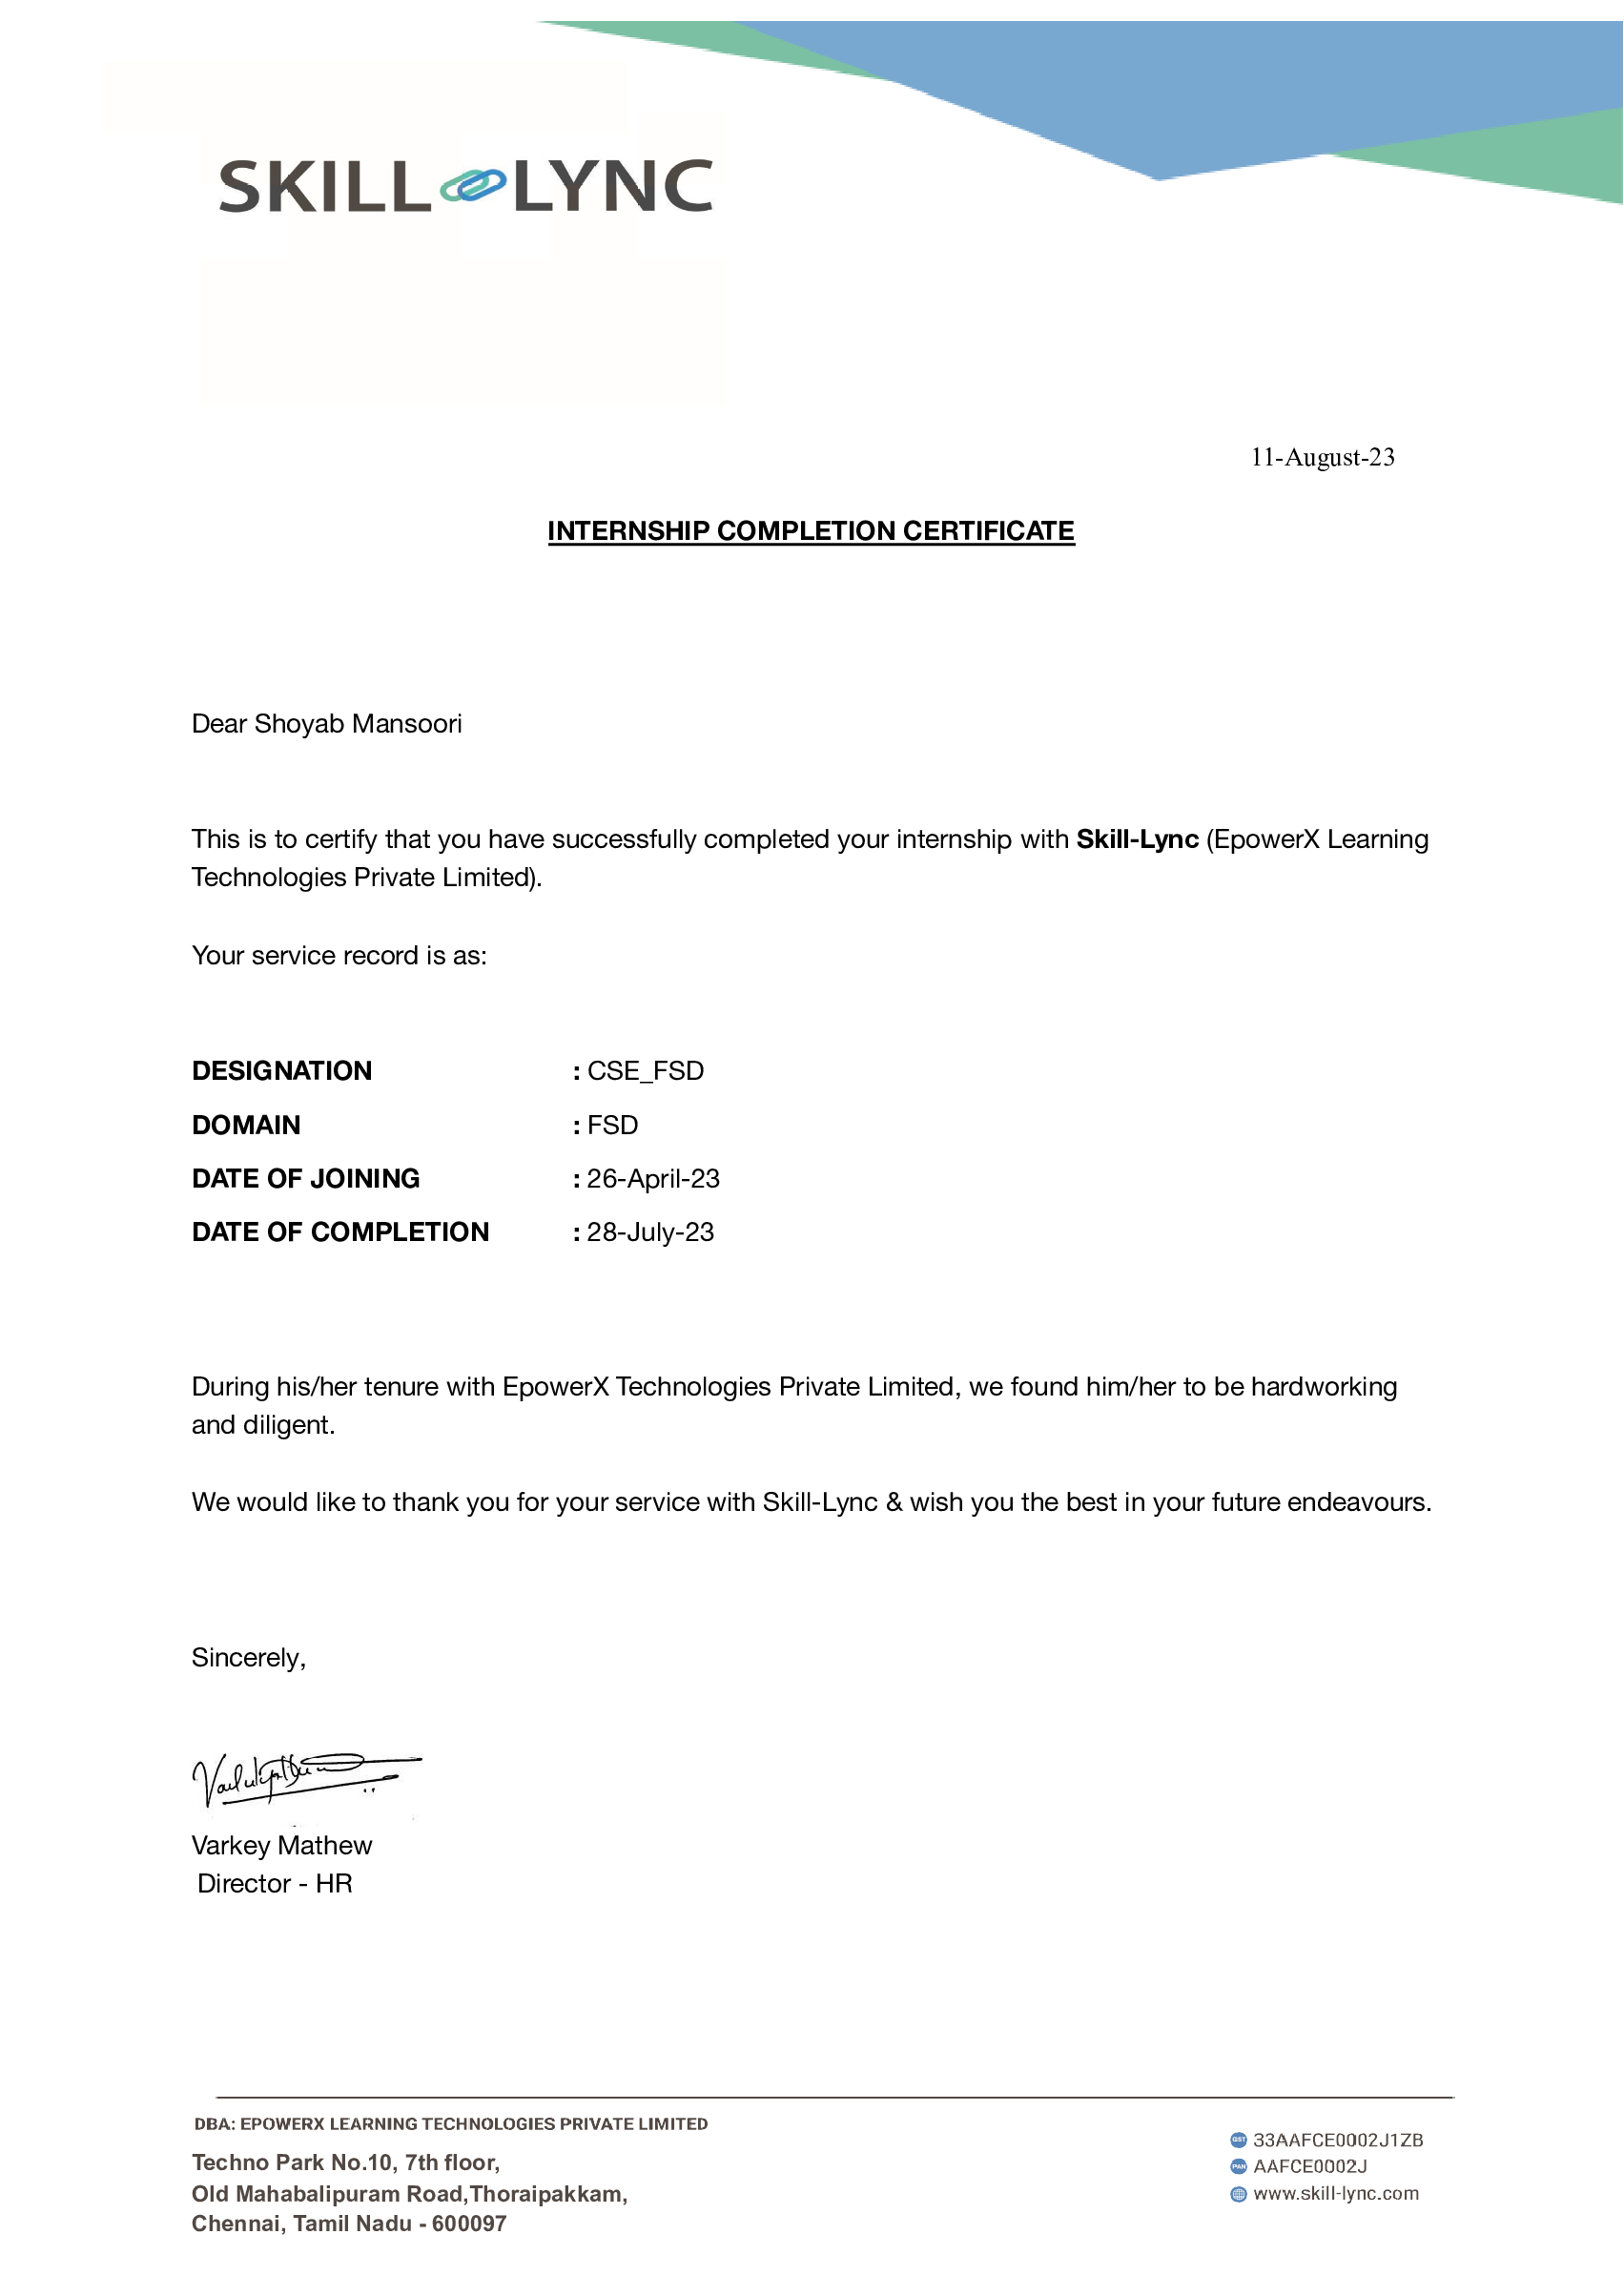 SKILL LYNC
11-August-23
INTERNSHIP COMPLETION CERTIFICATE
Dear Shoyab Mansoori
This is to certify that you have successfully completed your internship with Skill-Lync (EpowerX Learning
Technologies Private Limited).
Your service record is as:
DESIGNATION : CSE_FSD
DOMAIN : FSD
DATE OF JOINING : 26-April-23
DATE OF COMPLETION : 28-July-23
During his/her tenure with EpowerX Technologies Private Limited, we found him/her to be hardworking
and diligent.
We would like to thank you for your service with Skill-Lync & wish you the best in your future endeavours.
Sincerely,
Varkey Mathew
Director - HR
DBA: EPOWERX LEARNING TECHNOLOGIES PRIVATE LIMITED
Techno Park No.10, 7th floor,
Old Mahabalipuram Road,Thoraipakkam,
Chennai, Tamil Nadu - 600097
GST 33AAFCE0002J1ZB
PAN AAFCE0002J
www.skill-lync.com